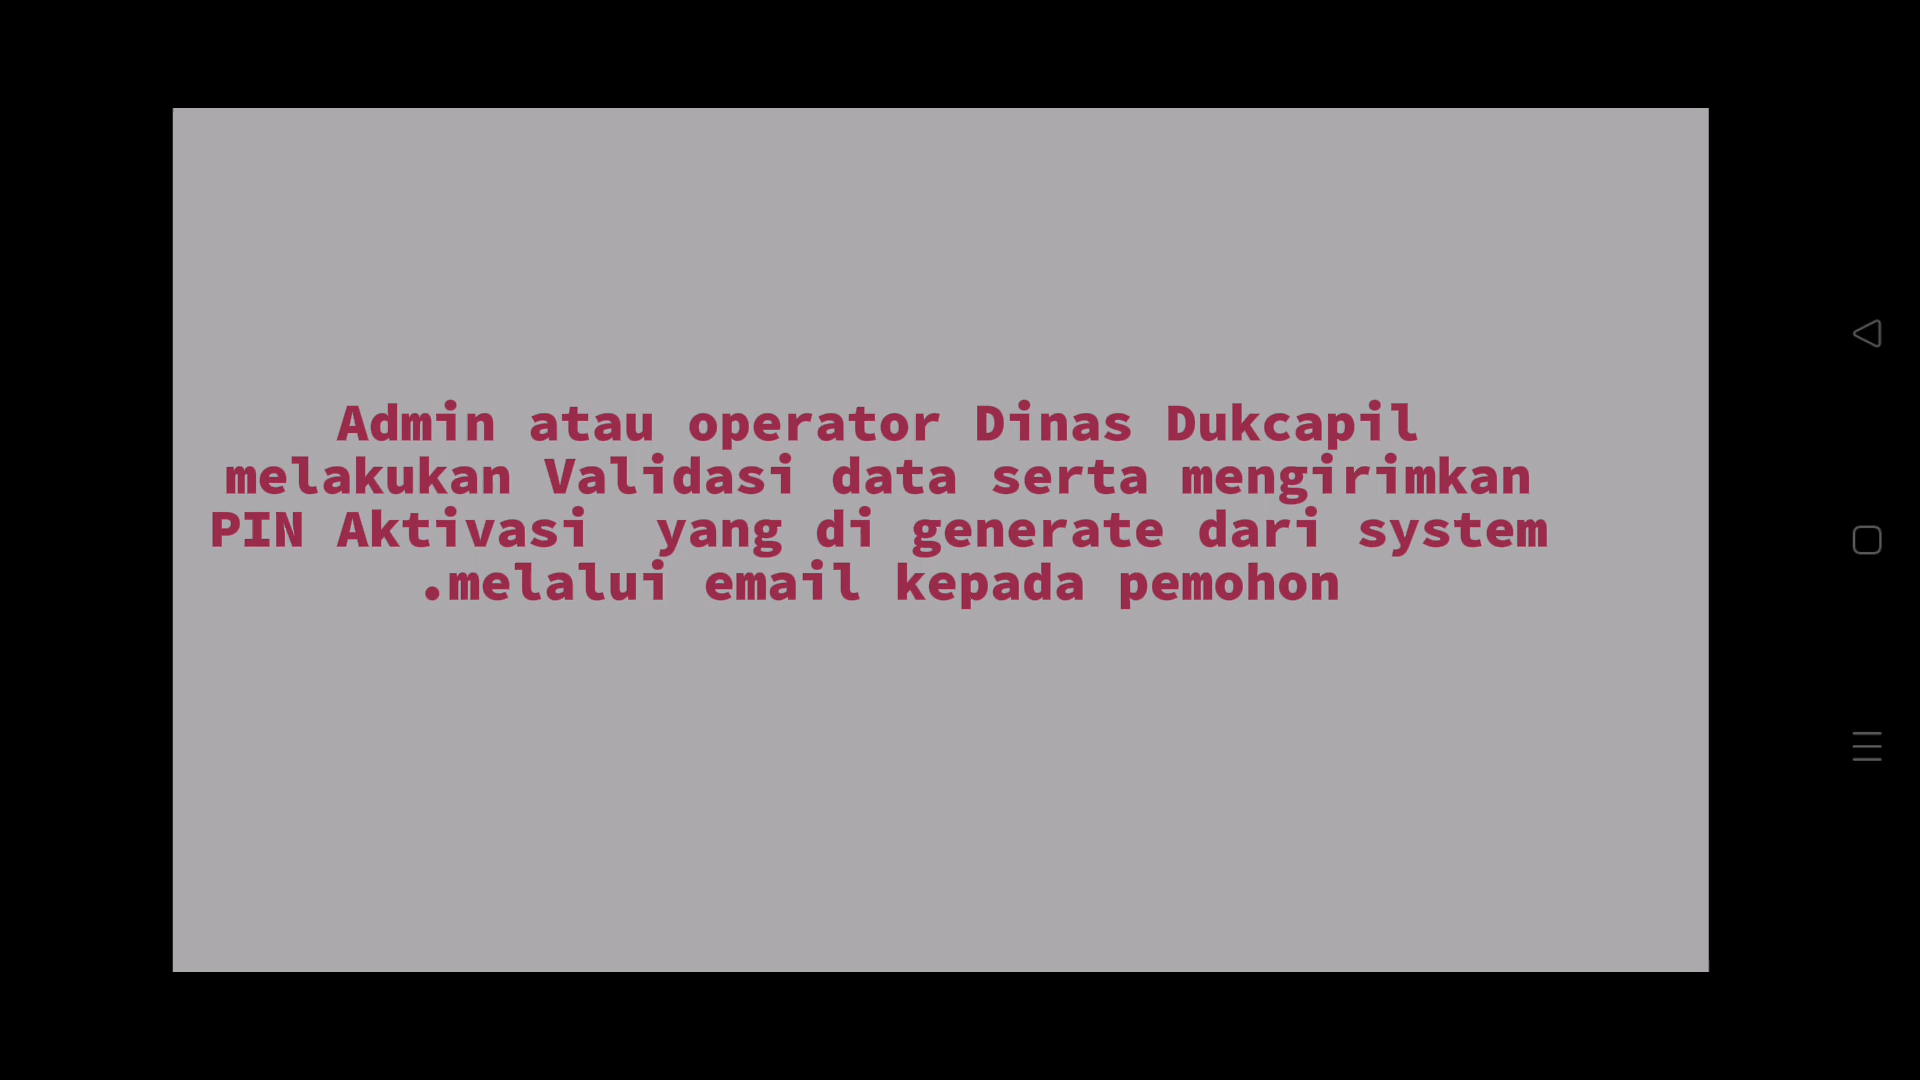 Admin atau operator Dinas Dukcapil
melakukan Validasi data serta mengirimkan
PIN Aktivasi  yang di generate dari system
.melalui email kepada pemohon